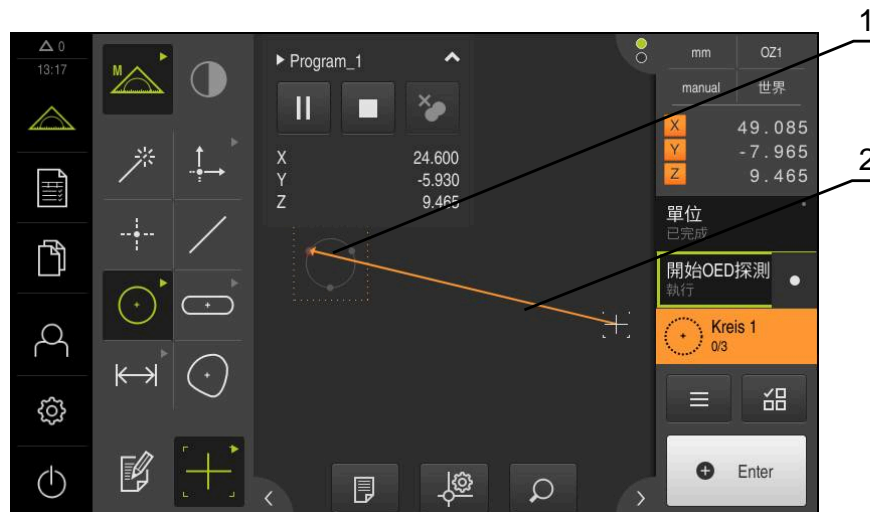 1
2
0
13:17
M
Program_1
X 24.600
Y -5.930
Z 9.465
mm OZ1
manual 世界
X 49.085
Y -7.965
Z 9.465
單位
已完成
開始OED探測
執行
Kreis 1
0/3
Enter